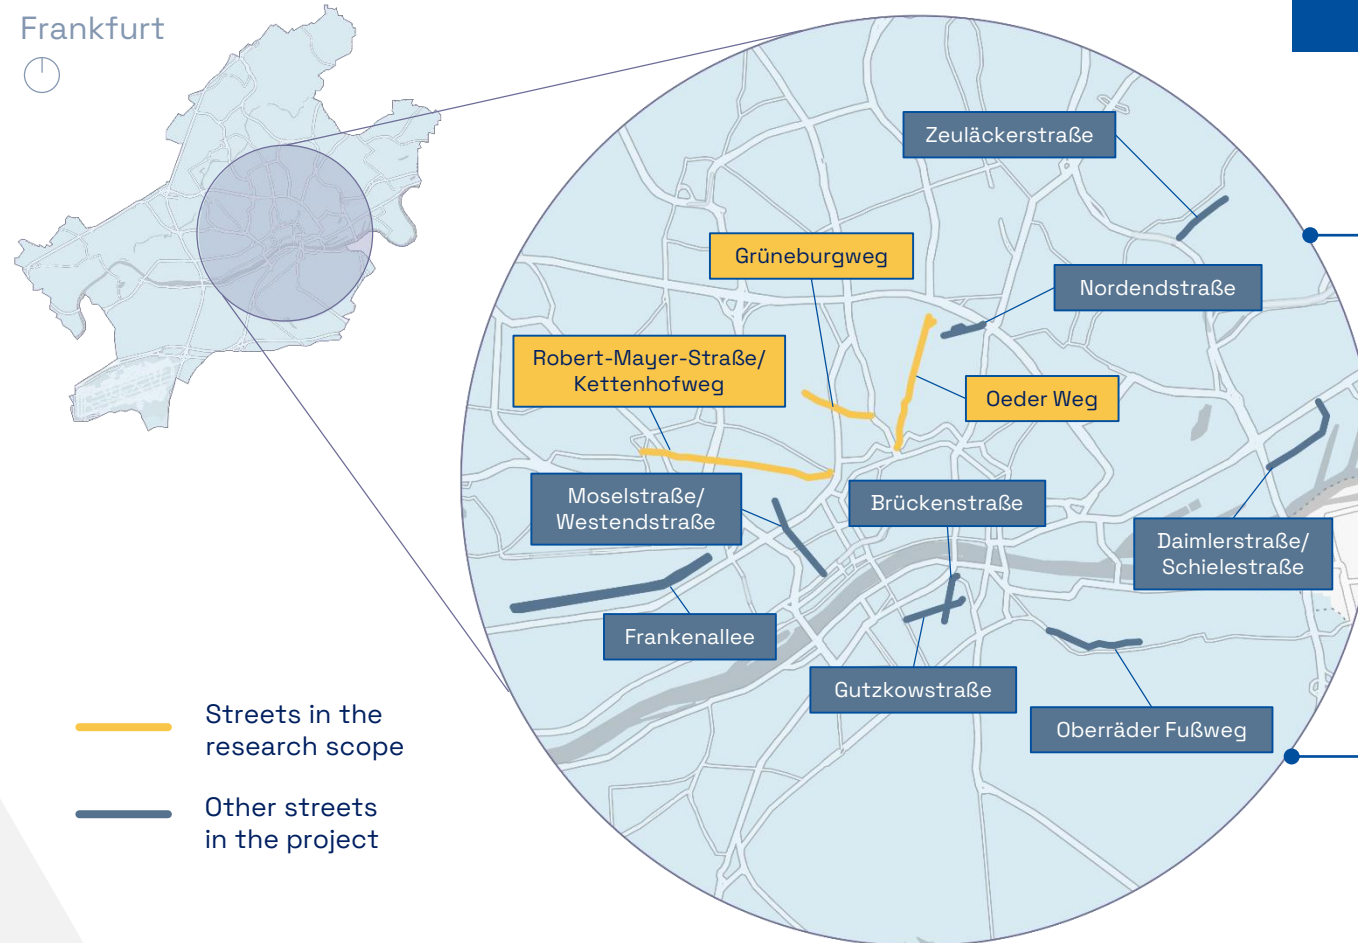 Frankfurt
Zeuläckerstraße
Grüneburgweg
Nordendstraße
Robert-Mayer-Straße/
Kettenhofweg
Oeder Weg
Moselstraße/
Westendstraße
Brückenstraße
Daimlerstraße/
Schielestraße
Frankenallee
Gutzkowstraße
Oberräder Fußweg
Streets in the
research scope
Other streets
in the project